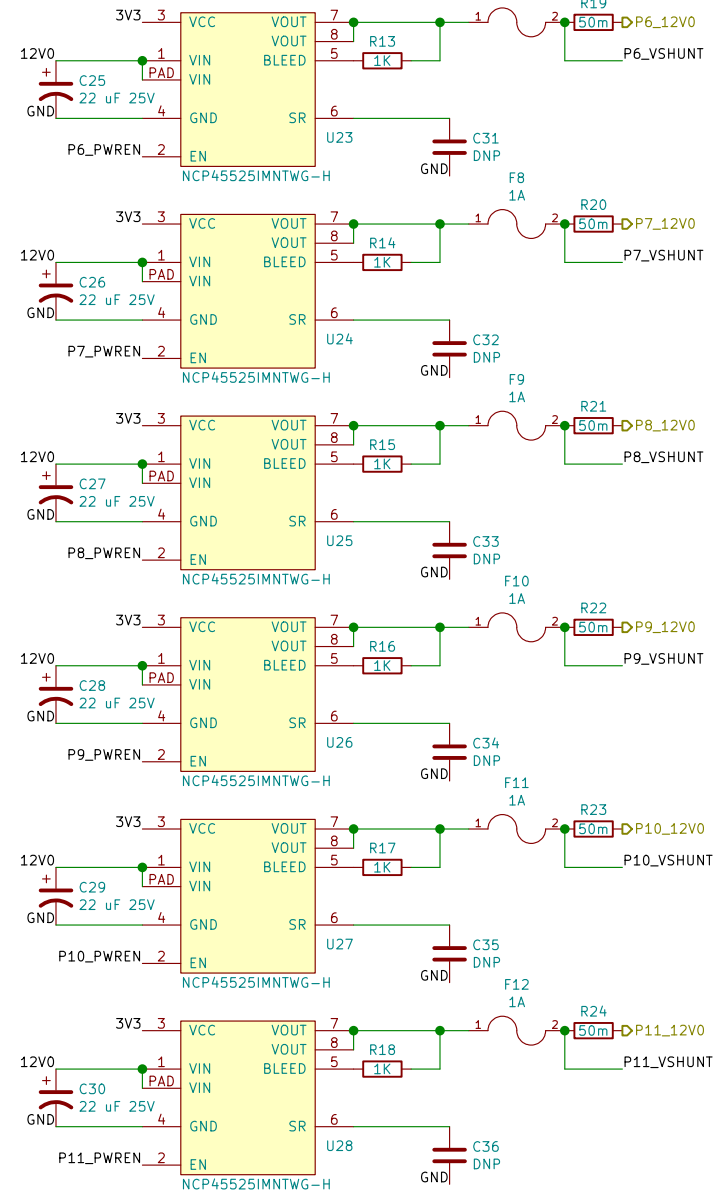 R19
3V3 3 VCC VOUT 7 1 2 50m P6_12V0
VOUT 8
R13
12V0 1 VIN BLEED 5 1K P6_VSHUNT
+ C25 PAD VIN
22 uF 25V
GND 4 GND SR 6
U23 C31
P6_PWREN 2 EN DNP
GND
NCP45525IMNTWG-H F8
1A
R20
3V3 3 VCC VOUT 7 1 2 50m P7_12V0
VOUT 8
R14
12V0 1 VIN BLEED 5 1K P7_VSHUNT
+ C26 PAD VIN
22 uF 25V
GND 4 GND SR 6
U24 C32
P7_PWREN 2 EN DNP
GND
NCP45525IMNTWG-H F9
1A
R21
3V3 3 VCC VOUT 7 1 2 50m P8_12V0
VOUT 8
R15
12V0 1 VIN BLEED 5 1K P8_VSHUNT
+ C27 PAD VIN
22 uF 25V
GND 4 GND SR 6
U25 C33
P8_PWREN 2 EN DNP
GND
NCP45525IMNTWG-H F10
1A
R22
3V3 3 VCC VOUT 7 1 2 50m P9_12V0
VOUT 8
R16
12V0 1 VIN BLEED 5 1K P9_VSHUNT
+ C28 PAD VIN
22 uF 25V
GND 4 GND SR 6
U26 C34
P9_PWREN 2 EN DNP
GND
NCP45525IMNTWG-H F11
1A
R23
3V3 3 VCC VOUT 7 1 2 50m P10_12V0
VOUT 8
R17
12V0 1 VIN BLEED 5 1K P10_VSHUNT
+ C29 PAD VIN
22 uF 25V
GND 4 GND SR 6
U27 C35
P10_PWREN 2 EN DNP
GND
NCP45525IMNTWG-H F12
1A
R24
3V3 3 VCC VOUT 7 1 2 50m P11_12V0
VOUT 8
R18
12V0 1 VIN BLEED 5 1K P11_VSHUNT
+ C30 PAD VIN
22 uF 25V
GND 4 GND SR 6
U28 C36
P11_PWREN 2 EN DNP
GND
NCP45525IMNTWG-H